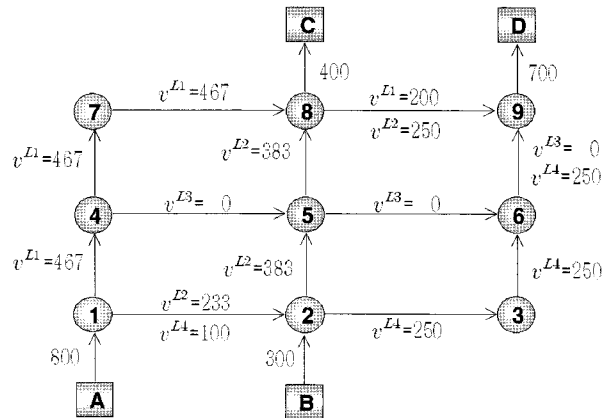 C D
400 700
v^{L1}=467 v^{L1}=200
7 8 9
v^{L2}=250
v^{L2}=383 v^{L3}= 0
v^{L1}=467 v^{L4}=250
v^{L3}= 0 v^{L3}= 0
4 5 6
v^{L1}=467 v^{L2}=383 v^{L4}=250
v^{L2}=233
1 2 3
v^{L4}=100 v^{L4}=250
800 300
A B